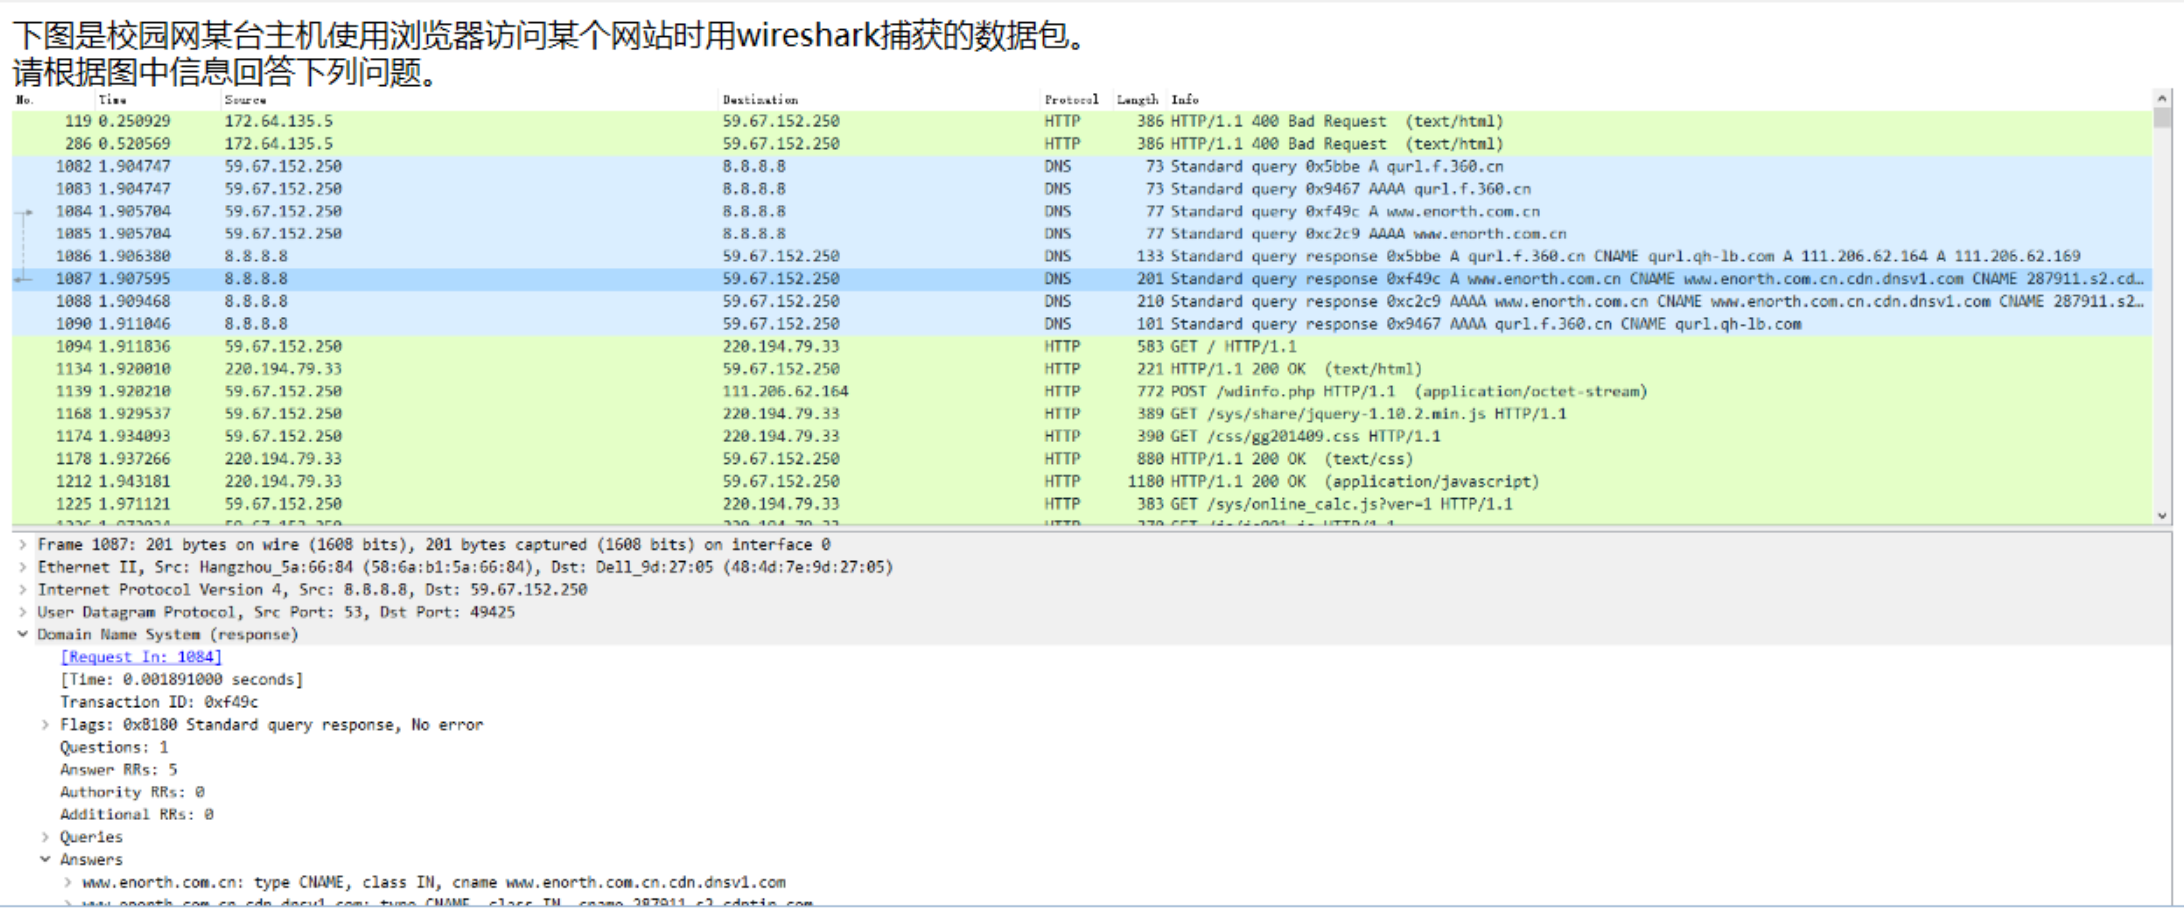 下图是校园网某台主机使用浏览器访问某个网站时用wireshark捕获的数据包。
请根据图中信息回答下列问题。
No. Time Source Destination Protocol Length Info
119 0.250929 172.64.135.5 59.67.152.250 HTTP 386 HTTP/1.1 400 Bad Request (text/html)
286 0.520569 172.64.135.5 59.67.152.250 HTTP 386 HTTP/1.1 400 Bad Request (text/html)
1082 1.904747 59.67.152.250 8.8.8.8 DNS 73 Standard query 0x5bbe A qurl.f.360.cn
1083 1.904747 59.67.152.250 8.8.8.8 DNS 73 Standard query 0x9467 AAAA qurl.f.360.cn
1084 1.905704 59.67.152.250 8.8.8.8 DNS 77 Standard query 0xf49c A www.enorth.com.cn
1085 1.905704 59.67.152.250 8.8.8.8 DNS 77 Standard query 0xc2c9 AAAA www.enorth.com.cn
1086 1.906380 8.8.8.8 59.67.152.250 DNS 133 Standard query response 0x5bbe A qurl.f.360.cn CNAME qurl.qh-lb.com A 111.206.62.164 A 111.206.62.169
1087 1.907595 8.8.8.8 59.67.152.250 DNS 201 Standard query response 0xf49c A www.enorth.com.cn CNAME www.enorth.com.cn.cdn.dnsv1.com CNAME 287911.s2.cd…
1088 1.909468 8.8.8.8 59.67.152.250 DNS 210 Standard query response 0xc2c9 AAAA www.enorth.com.cn CNAME www.enorth.com.cn.cdn.dnsv1.com CNAME 287911.s2…
1090 1.911046 8.8.8.8 59.67.152.250 DNS 101 Standard query response 0x9467 AAAA qurl.f.360.cn CNAME qurl.qh-lb.com
1094 1.911836 59.67.152.250 220.194.79.33 HTTP 583 GET / HTTP/1.1
1134 1.920010 220.194.79.33 59.67.152.250 HTTP 221 HTTP/1.1 200 OK (text/html)
1139 1.920210 59.67.152.250 111.206.62.164 HTTP 772 POST /wdinfo.php HTTP/1.1 (application/octet-stream)
1168 1.929537 59.67.152.250 220.194.79.33 HTTP 389 GET /sys/share/jquery-1.10.2.min.js HTTP/1.1
1174 1.934093 59.67.152.250 220.194.79.33 HTTP 390 GET /css/gg201409.css HTTP/1.1
1178 1.937266 220.194.79.33 59.67.152.250 HTTP 880 HTTP/1.1 200 OK (text/css)
1212 1.943181 220.194.79.33 59.67.152.250 HTTP 1180 HTTP/1.1 200 OK (application/javascript)
1225 1.971121 59.67.152.250 220.194.79.33 HTTP 383 GET /sys/online_calc.js?ver=1 HTTP/1.1
Frame 1087: 201 bytes on wire (1608 bits), 201 bytes captured (1608 bits) on interface 0
Ethernet II, Src: Hangzhou_5a:66:84 (58:6a:b1:5a:66:84), Dst: Dell_9d:27:05 (48:4d:7e:9d:27:05)
Internet Protocol Version 4, Src: 8.8.8.8, Dst: 59.67.152.250
User Datagram Protocol, Src Port: 53, Dst Port: 49425
Domain Name System (response)
[Request In: 1084]
[Time: 0.001891000 seconds]
Transaction ID: 0xf49c
Flags: 0x8180 Standard query response, No error
Questions: 1
Answer RRs: 5
Authority RRs: 0
Additional RRs: 0
Queries
Answers
www.enorth.com.cn: type CNAME, class IN, cname www.enorth.com.cn.cdn.dnsv1.com
www.enorth.com.cn.cdn.dnsv1.com: type CNAME, class IN, cname 287911.s2.cdntip.com